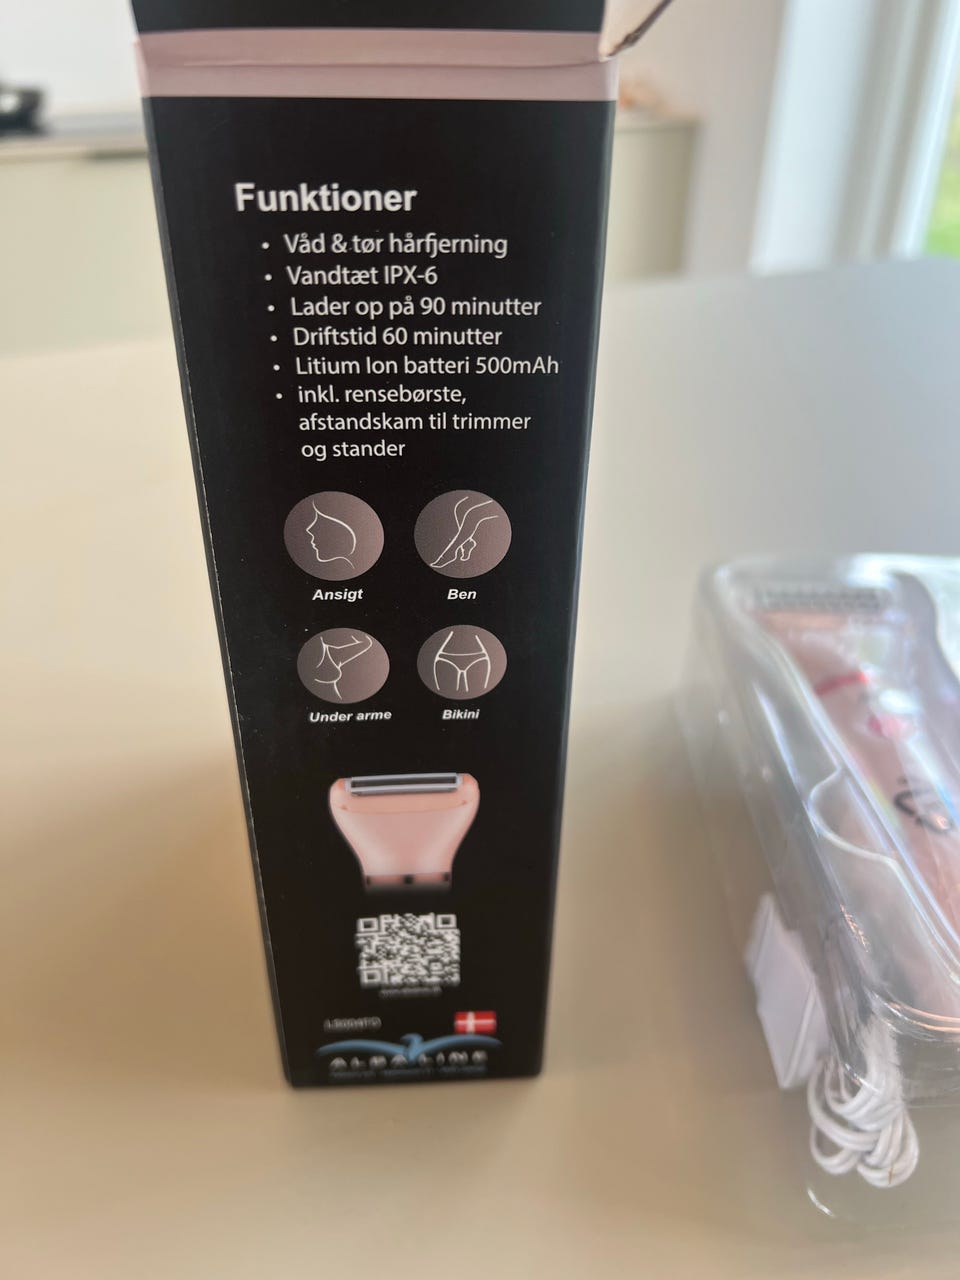 Funktioner
• Våd & tør hårfjerning
• Vandtæt IPX-6
• Lader op på 90 minutter
• Driftstid 60 minutter
• Litium Ion batteri 500mAh
• inkl. rensebørste,
afstandskam til trimmer
og stander
Ansigt
Ben
Under arme
Bikini